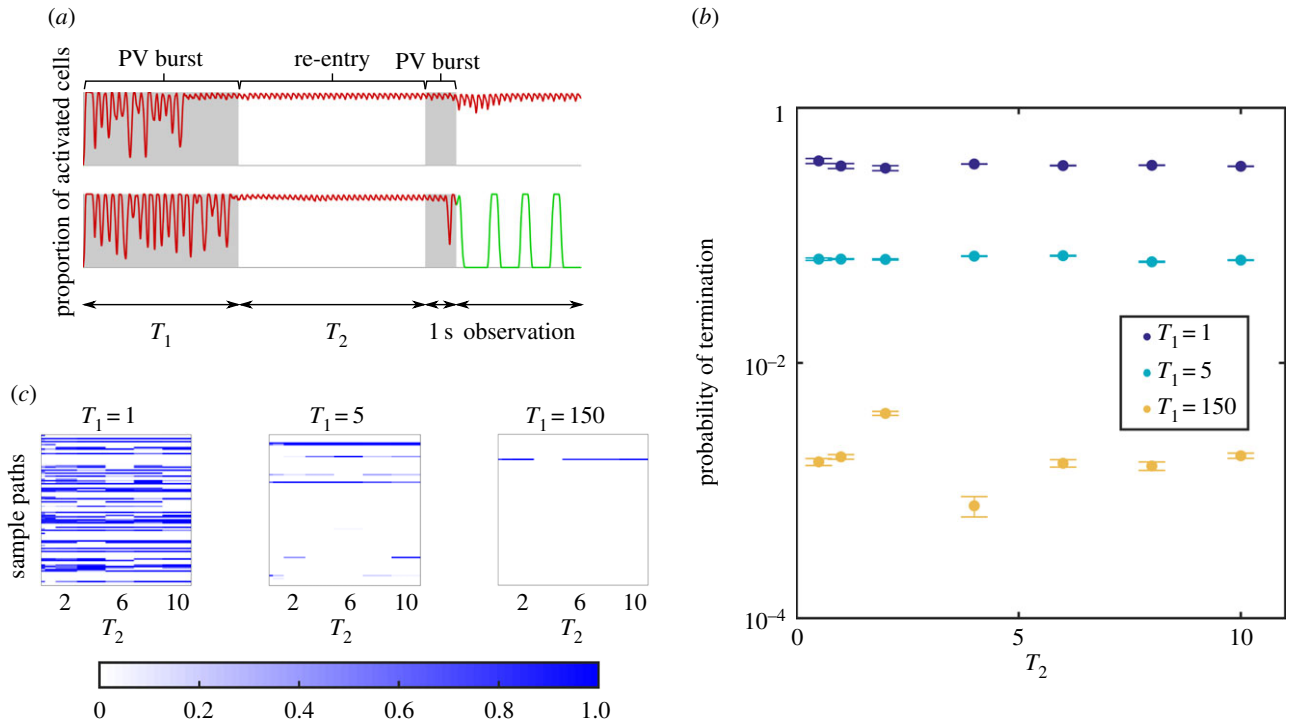 (a)
PV burst
re-entry
PV burst
proportion of activated cells
T1
T2
1 s
observation
(b)
1
10–2
10–4
probability of termination
0
5
10
T2
T1 = 1
T1 = 5
T1 = 150
(c)
T1 = 1
T1 = 5
T1 = 150
sample paths
2 6 10
2 6 10
2 6 10
T2
T2
T2
0 0.2 0.4 0.6 0.8 1.0